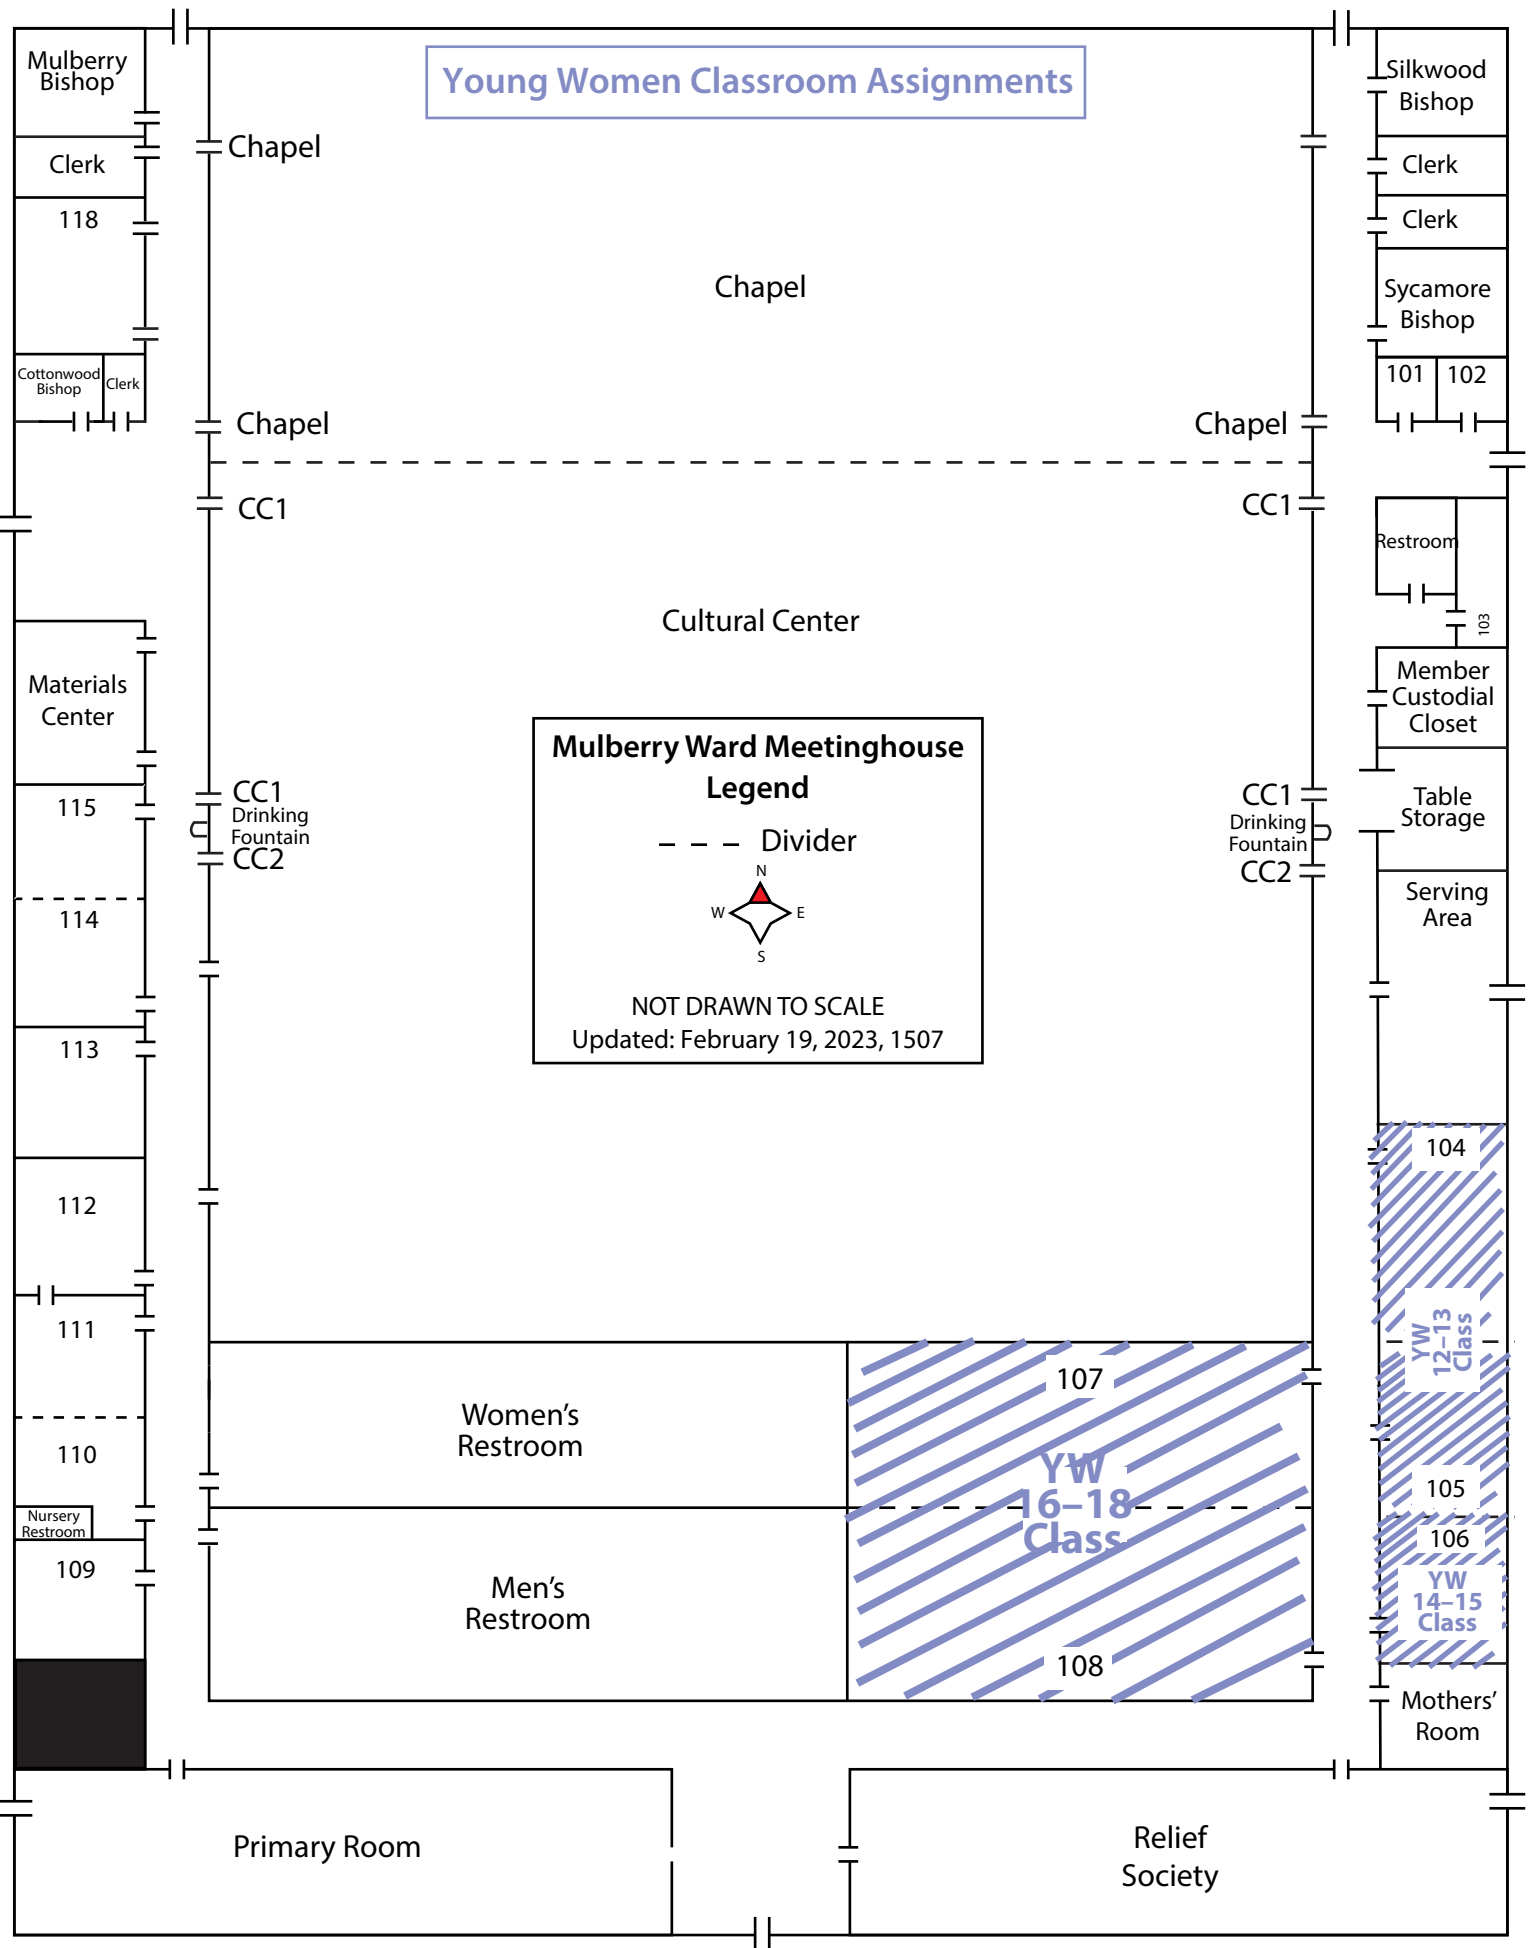 Young Women Classroom Assignments
Mulberry
Bishop
Clerk
118
Cottonwood
Bishop
Clerk
Chapel
Chapel
Chapel
Chapel
Silkwood
Bishop
Clerk
Clerk
Sycamore
Bishop
101
102
CC1
CC1
Restroom
103
Cultural Center
Materials
Center
Member
Custodial
Closet
Mulberry Ward Meetinghouse
Legend
Divider
N
W
E
S
NOT DRAWN TO SCALE
Updated: February 19, 2023, 1507
CC1
Drinking
Fountain
CC2
CC1
Drinking
Fountain
CC2
Table
Storage
Serving
Area
115
114
113
112
111
110
Nursery
Restroom
109
104
YW
12–13
Class
105
106
YW
14–15
Class
Women's
Restroom
107
YW
16–18
Class
108
Men's
Restroom
Mothers'
Room
Primary Room
Relief
Society